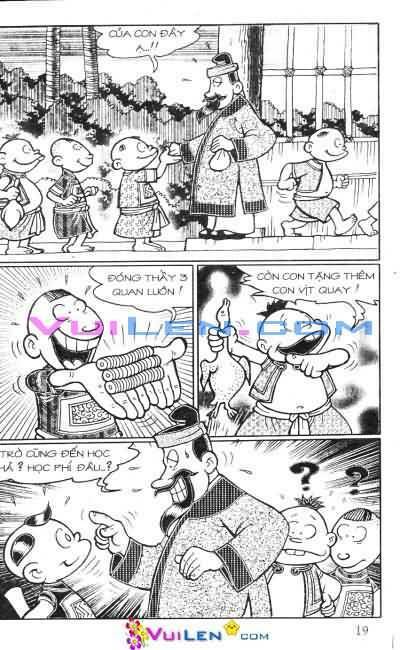 CỦA CON ĐÂY
Ạ...!!
ĐÓNG THẦY 3
QUAN LUÔN !
CÒN CON TẶNG THÊM
CON VỊT QUAY !
VUILEN.COM
TRÒ CŨNG ĐẾN HỌC
HẢ ? HỌC PHÍ ĐÂU..?
?
?
19
VUILEN.COM